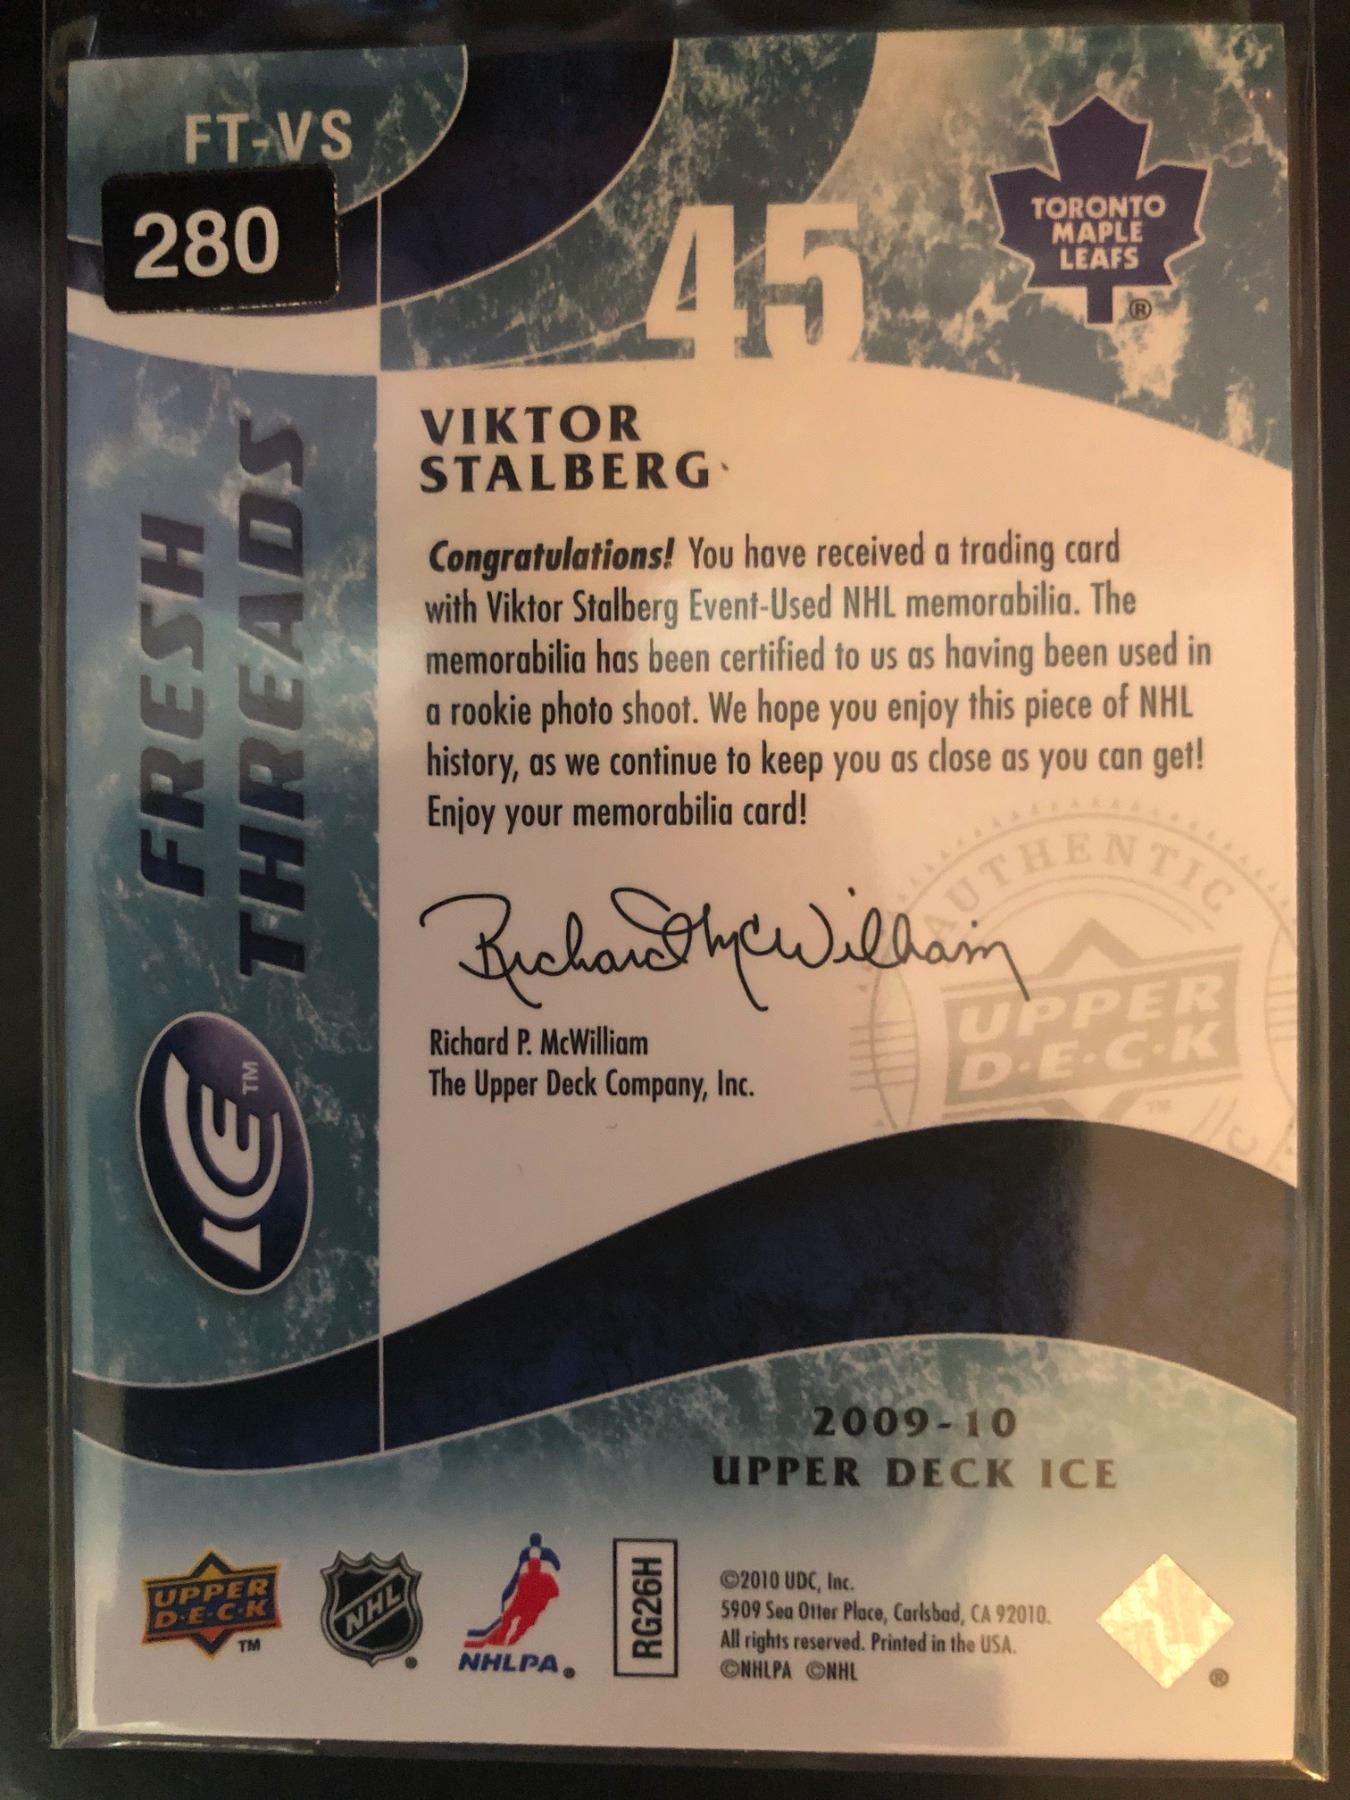 FT-VS
280
45
TORONTO
MAPLE
LEAFS
®
FRESH
THREADS
ICE™
VIKTOR
STALBERG
Congratulations! You have received a trading card
with Viktor Stalberg Event-Used NHL memorabilia. The
memorabilia has been certified to us as having been used in
a rookie photo shoot. We hope you enjoy this piece of NHL
history, as we continue to keep you as close as you can get!
Enjoy your memorabilia card!
Richard McWilliam
Richard P. McWilliam
The Upper Deck Company, Inc.
AUTHENTIC
UPPER
D·E·C·K
TM
2009-10
UPPER DECK ICE
UPPER
D·E·C·K
TM
NHL
®
NHLPA®
RG26H
©2010 UDC, Inc.
5909 Sea Otter Place, Carlsbad, CA 92010.
All rights reserved. Printed in the USA.
©NHLPA ©NHL
®